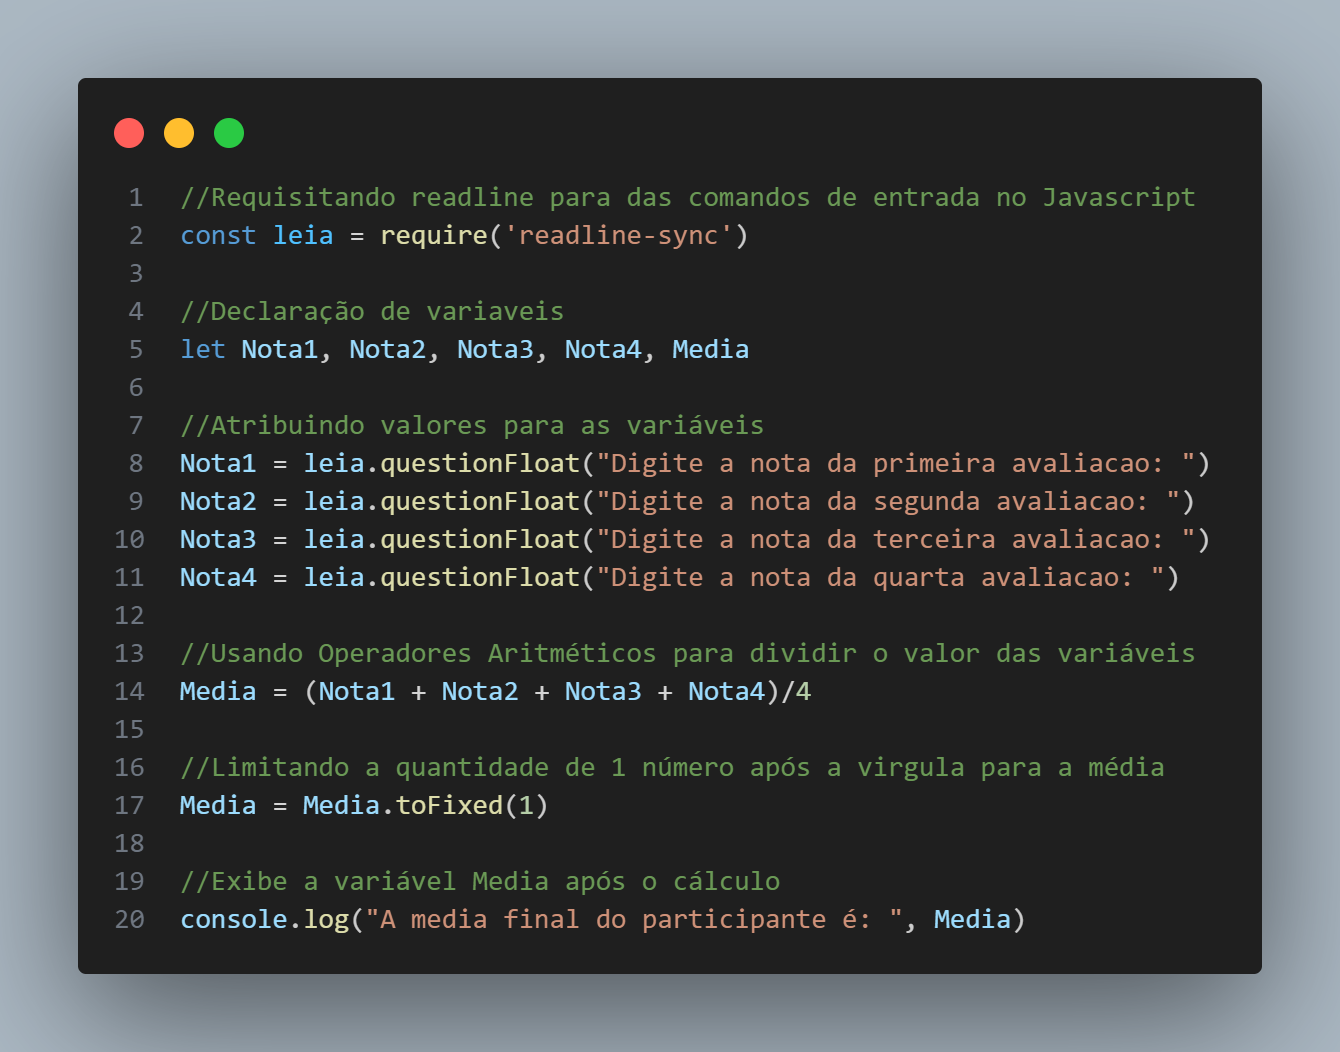 1 //Requisitando readline para das comandos de entrada no Javascript
2 const leia = require('readline-sync')
3
4 //Declaração de variaveis
5 let Nota1, Nota2, Nota3, Nota4, Media
6
7 //Atribuindo valores para as variáveis
8 Nota1 = leia.questionFloat("Digite a nota da primeira avaliacao: ")
9 Nota2 = leia.questionFloat("Digite a nota da segunda avaliacao: ")
10 Nota3 = leia.questionFloat("Digite a nota da terceira avaliacao: ")
11 Nota4 = leia.questionFloat("Digite a nota da quarta avaliacao: ")
12
13 //Usando Operadores Aritméticos para dividir o valor das variáveis
14 Media = (Nota1 + Nota2 + Nota3 + Nota4)/4
15
16 //Limitando a quantidade de 1 número após a virgula para a média
17 Media = Media.toFixed(1)
18
19 //Exibe a variável Media após o cálculo
20 console.log("A media final do participante é: ", Media)